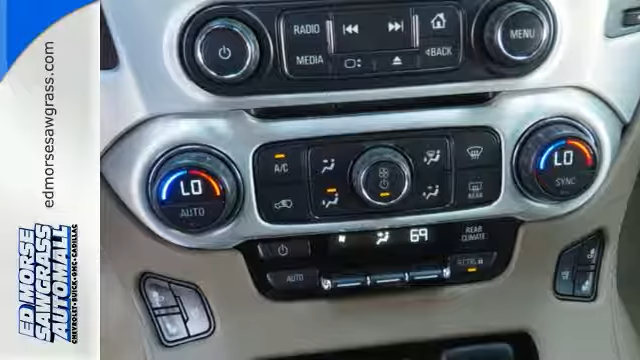 edmorsesawgrass.com
ED MORSE
SAWGRASS
AUTOMALL
CHEVROLET•BUICK•GMC•CADILLAC
RADIO
MEDIA
BACK
MENU
LO
AUTO
A/C
REAR
LO
SYNC
69
REAR
CLIMATE
AUTO